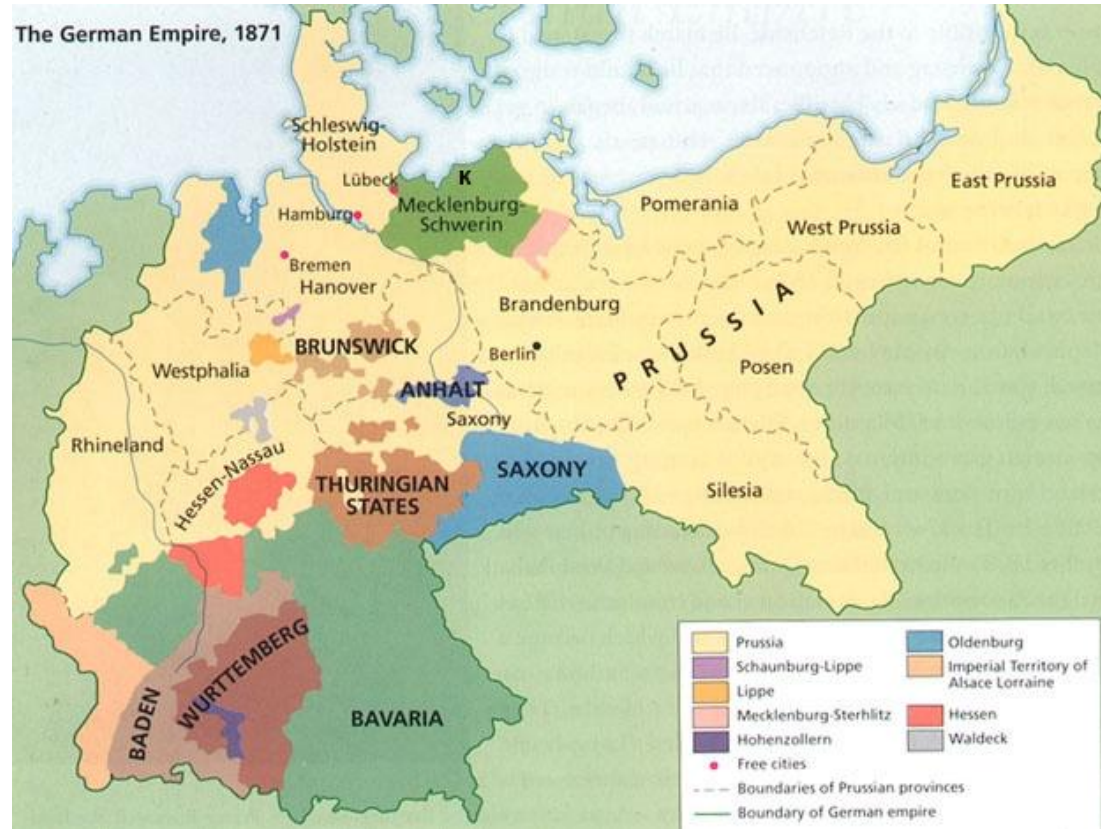 The German Empire, 1871
Schleswig-
Holstein
Lübeck
K
Mecklenburg-
Schwerin
Hamburg
Bremen
Hanover
Pomerania
East Prussia
West Prussia
Brandenburg
PRUSSIA
Berlin
Posen
BRUNSWICK
Westphalia
ANHALT
Saxony
Rhineland
Hessen-Nassau
THURINGIAN
STATES
SAXONY
Silesia
WURTTEMBERG
BADEN
BAVARIA
Prussia
Schaunburg-Lippe
Lippe
Mecklenburg-Sterhlitz
Hohenzollern
Free cities
Boundaries of Prussian provinces
Boundary of German empire
Oldenburg
Imperial Territory of
Alsace Lorraine
Hessen
Waldeck